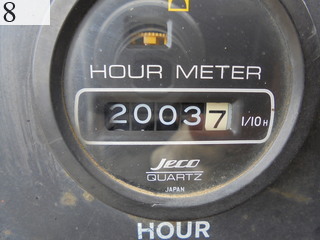 8
HOUR METER
20037 1/10H
Jeco
QUARTZ
JAPAN
HOUR